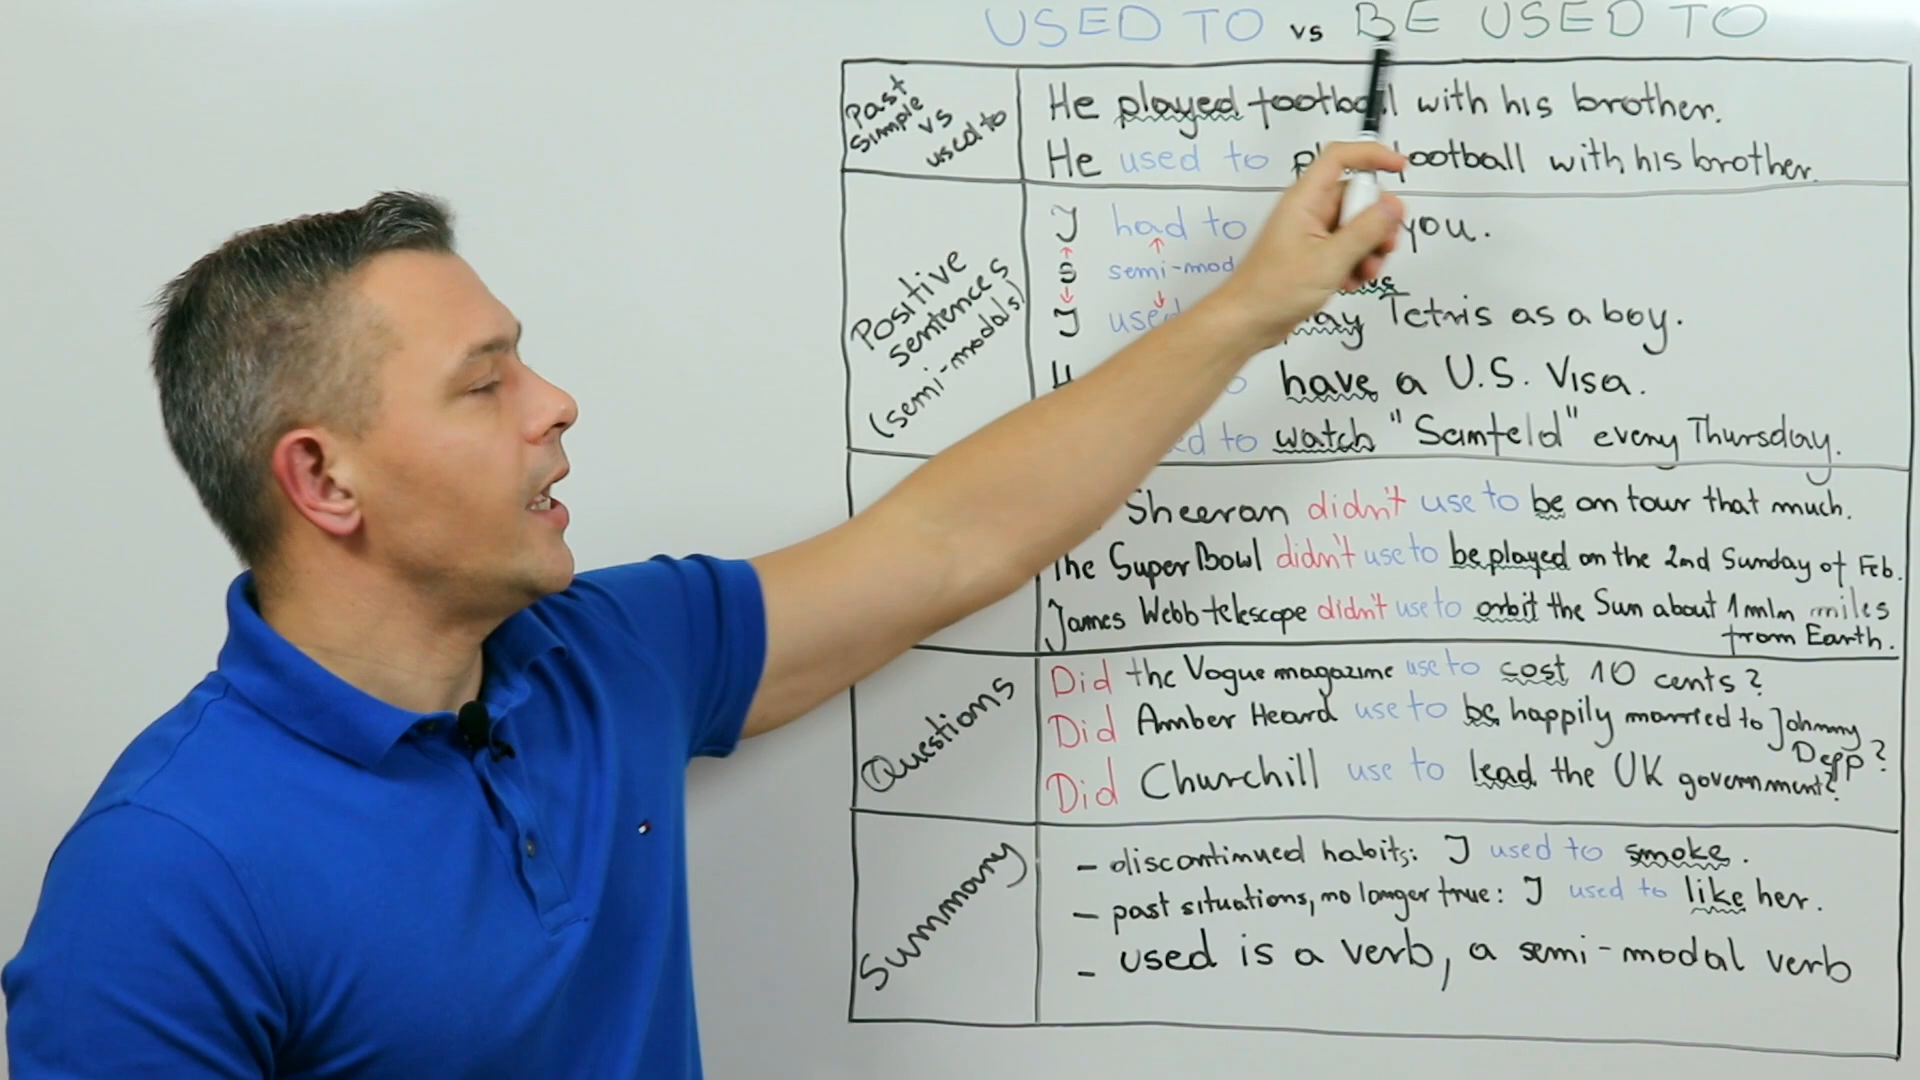 USED TO vs BE USED TO
Past
Simple
vs
used to
He played football with his brother.
He used to football with his brother.
Positive
sentences
(semi-modals)
I had to you.
S semi-mod
I used Tetris as a boy.
have a U.S. Visa.
to watch "Seinfeld" every Thursday.
Sheeran didn't use to be on tour that much.
The Super Bowl didn't use to be played on the 2nd Sunday of Feb.
James Webb telescope didn't use to orbit the Sun about 1 mln miles
from Earth.
Questions
Did the Vogue magazine use to cost 10 cents?
Did Amber Heard use to be happily married to Johnny
Depp?
Did Churchill use to lead the UK government?
Summary
- discontinued habits: I used to smoke.
- past situations, no longer true: I used to like her.
- used is a verb, a semi-modal verb